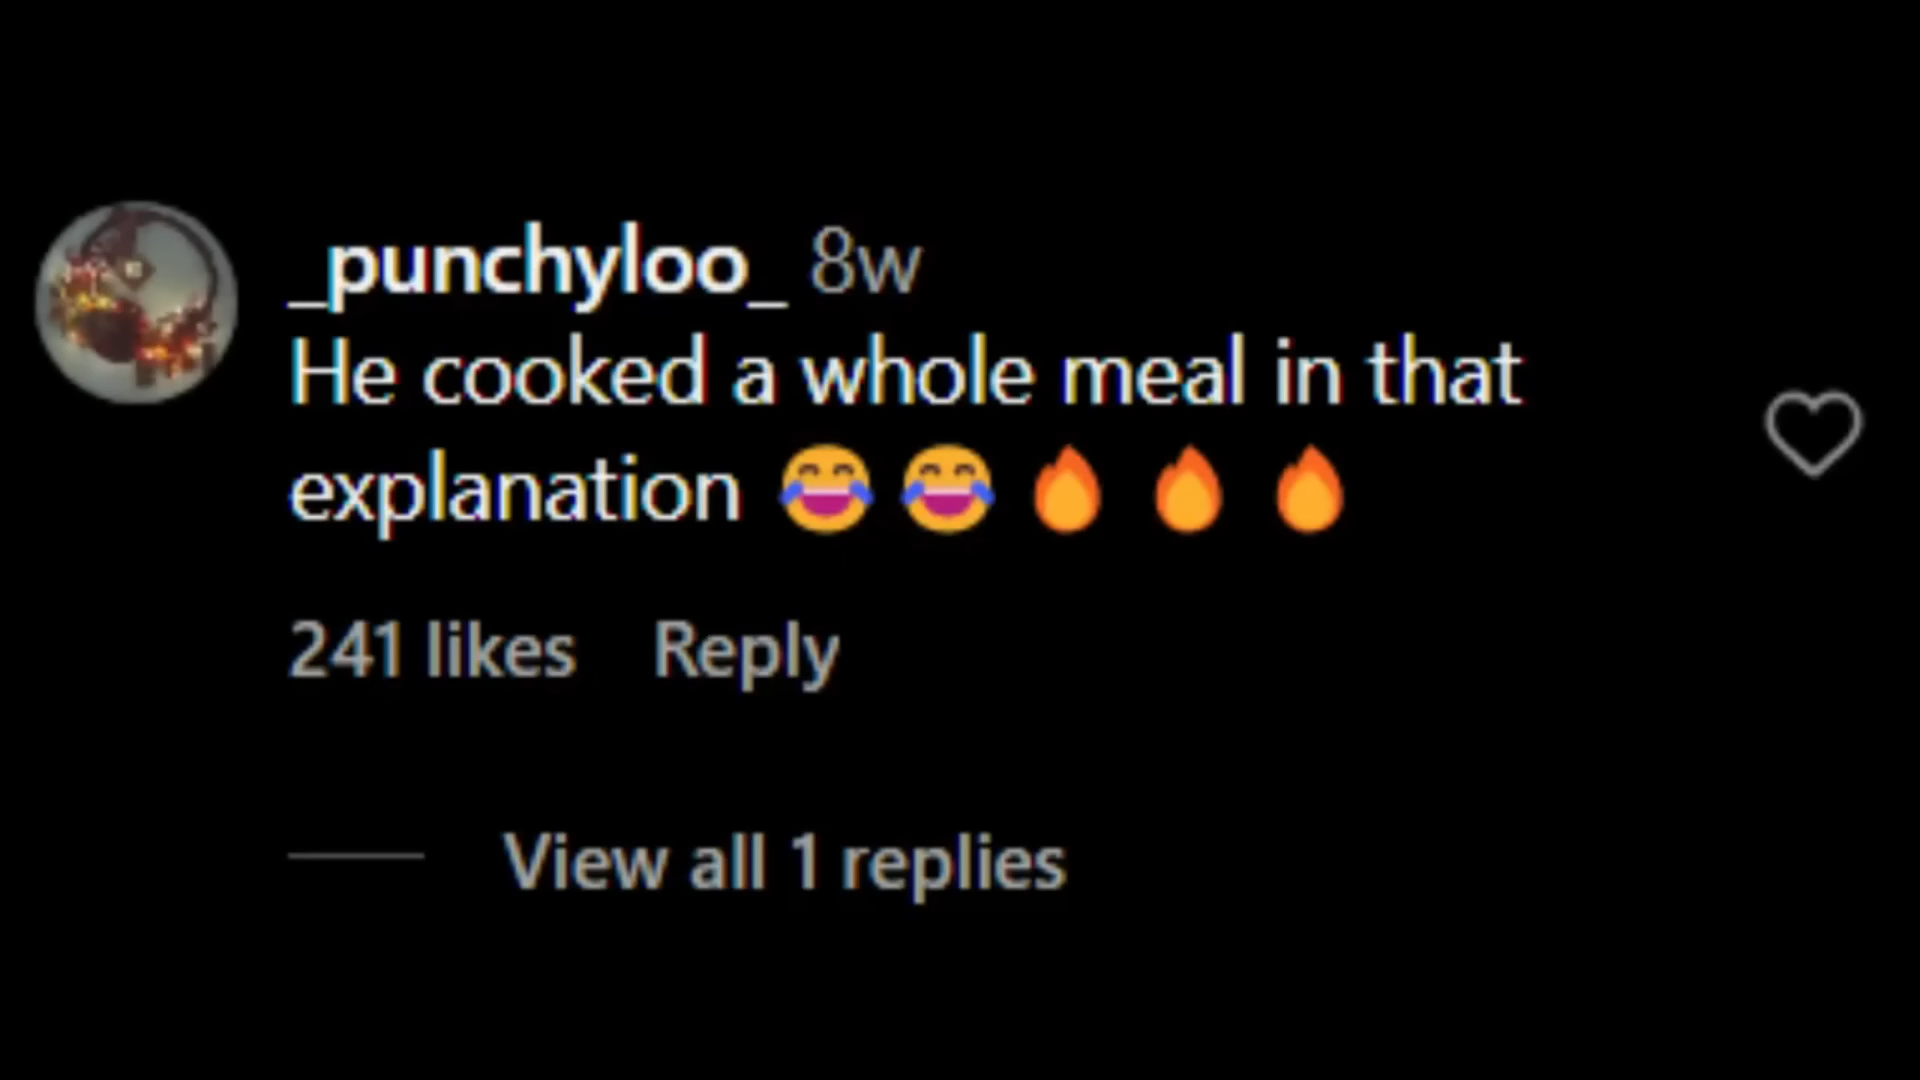 _punchyloo_ 8w
He cooked a whole meal in that
explanation 😂 😂 🔥 🔥 🔥
241 likes Reply
View all 1 replies